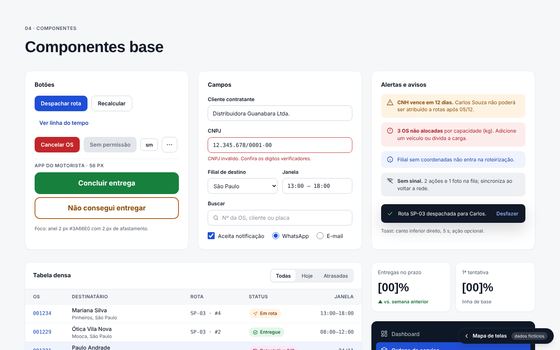 04 · COMPONENTES
Componentes base
Botões
Despachar rota
Recalcular
Ver linha do tempo
Cancelar OS
Sem permissão
sm
···
APP DO MOTORISTA · 56 PX
Concluir entrega
Não consegui entregar
Foco: anel 2 px #3A66E0 com 2 px de afastamento.
Campos
Cliente contratante
Distribuidora Guanabara Ltda.
CNPJ
12.345.678/0001-00
CNPJ inválido. Confira os dígitos verificadores.
Filial de destino
Janela
São Paulo
13:00 – 18:00
Buscar
Nº da OS, cliente ou placa
Aceita notificação
WhatsApp
E-mail
Alertas e avisos
CNH vence em 12 dias. Carlos Souza não poderá
ser atribuído a rotas após 05/12.
3 OS não alocadas por capacidade (kg). Adicione
um veículo ou divida a carga.
Filial sem coordenadas não entra na roteirização.
Sem sinal. 2 ações e 1 foto na fila; sincroniza ao
voltar a rede.
Rota SP-03 despachada para Carlos.
Desfazer
Toast: canto inferior direito, 5 s, ação opcional.
Tabela densa
Todas
Hoje
Atrasadas
OS
DESTINATÁRIO
ROTA
STATUS
JANELA
001234
Mariana Silva
Pinheiros, São Paulo
SP-03 · #4
Em rota
13:00–18:00
001229
Ótica Vila Nova
Mooca, São Paulo
SP-03 · #2
Entregue
08:00–12:00
Paulo Andrade
Entregas no prazo
[00]%
▲ vs. semana anterior
1ª tentativa
[00]%
linha de base
Dashboard
Mapa de telas
dados fictícios